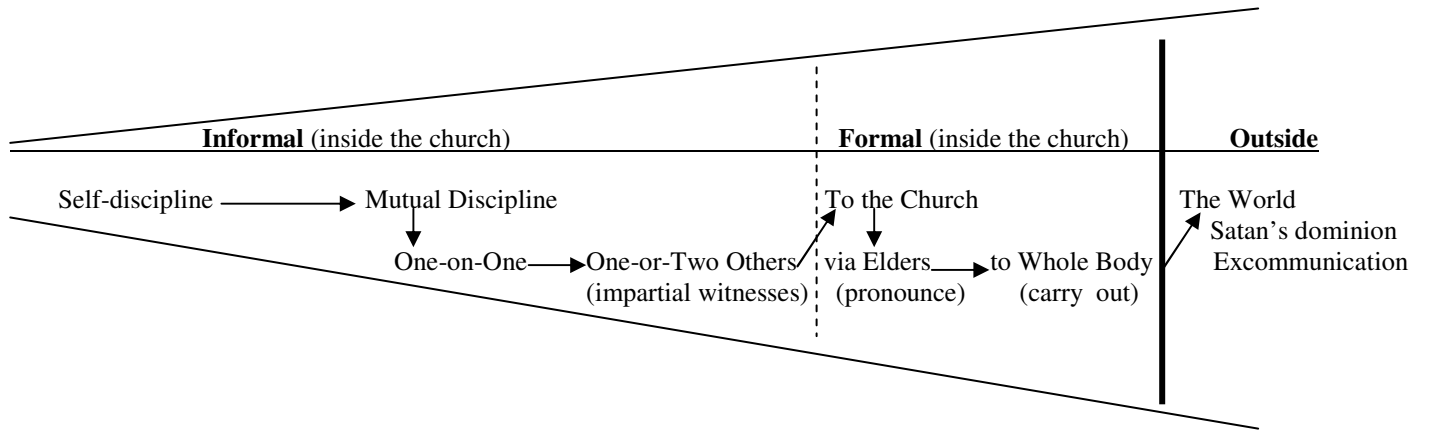 Informal (inside the church) Formal (inside the church) Outside
Self-discipline Mutual Discipline To the Church The World
Satan's dominion
One-on-One One-or-Two Others via Elders to Whole Body Excommunication
(impartial witnesses) (pronounce) (carry out)